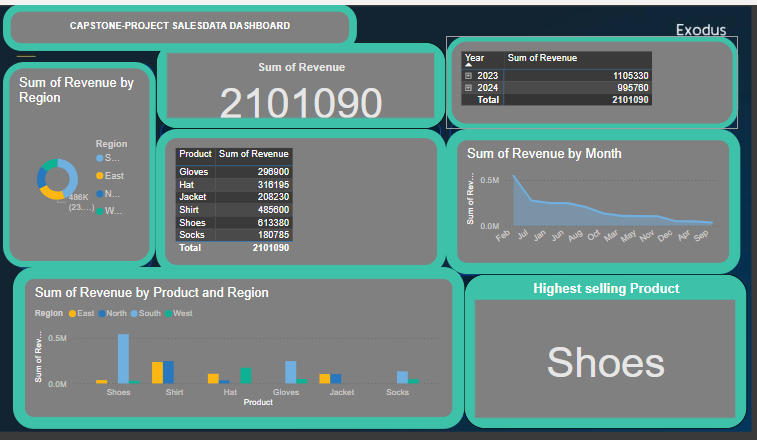 CAPSTONE-PROJECT SALESDATA DASHBOARD
Exodus
Sum of Revenue by
Region
Region
S...
East
N...
W...
486K
(23....)
Sum of Revenue
2101090
Year Sum of Revenue
2023 1105330
2024 995760
Total 2101090
Product Sum of Revenue
Gloves 296900
Hat 316195
Jacket 208230
Shirt 485600
Shoes 613380
Socks 180785
Total 2101090
Sum of Revenue by Month
Sum of Rev...
0.5M
0.0M
Feb Jul Jan Jun Aug Oct Mar May Nov Dec Apr Sep
Sum of Revenue by Product and Region
Region East North South West
Sum of Rev...
0.5M
0.0M
Shoes Shirt Hat Gloves Jacket Socks
Product
Highest selling Product
Shoes